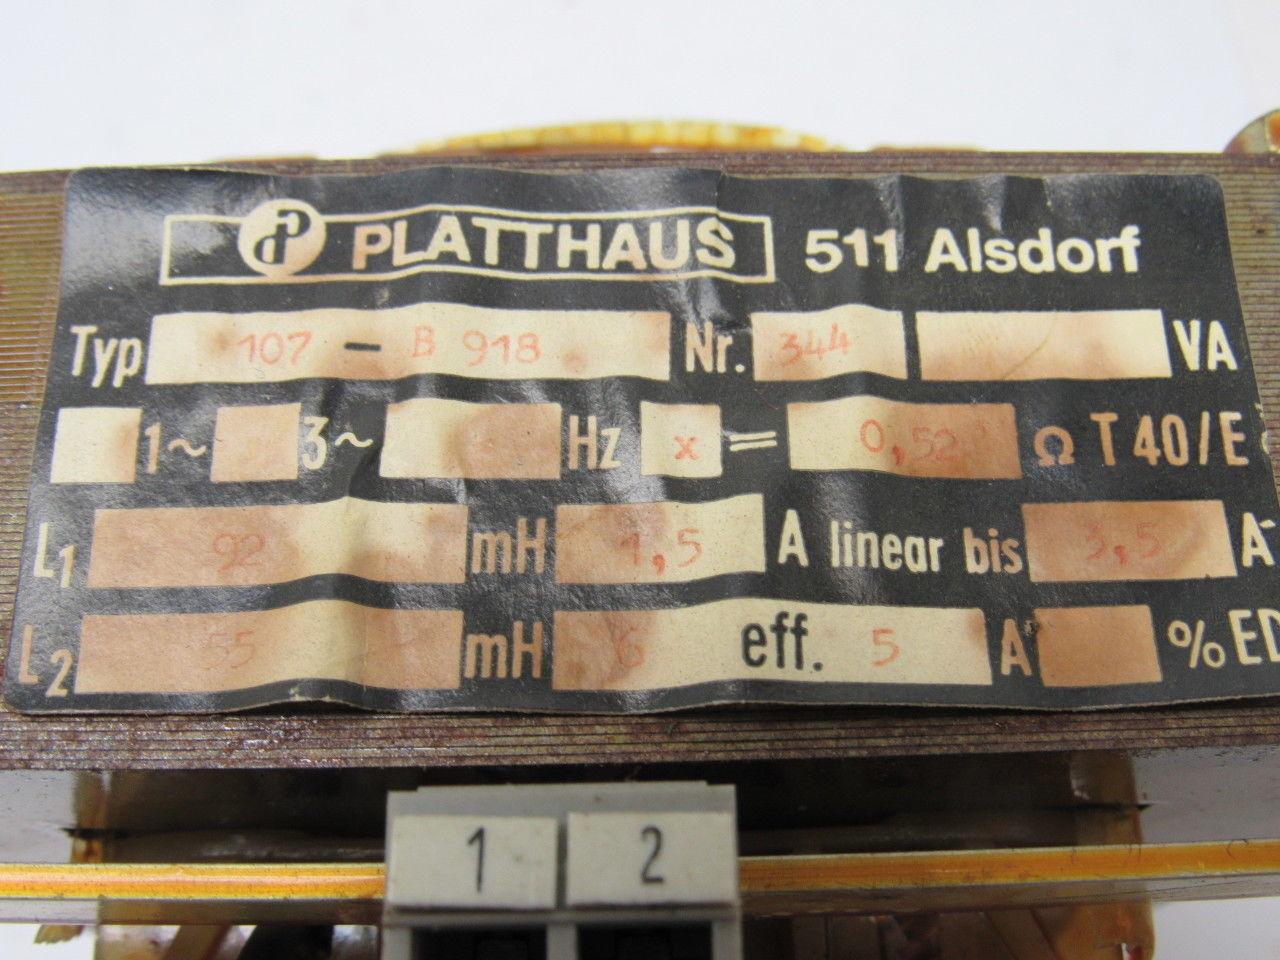 PLATTHAUS 511 Alsdorf
Typ 107 - B 918 Nr. 344 VA
1~ 3~ Hz x = 0,52 Ω T 40/E
L1 92 mH 1,5 A linear bis 3,5 A-
L2 55 mH 6 eff. 5 A % ED
1 2